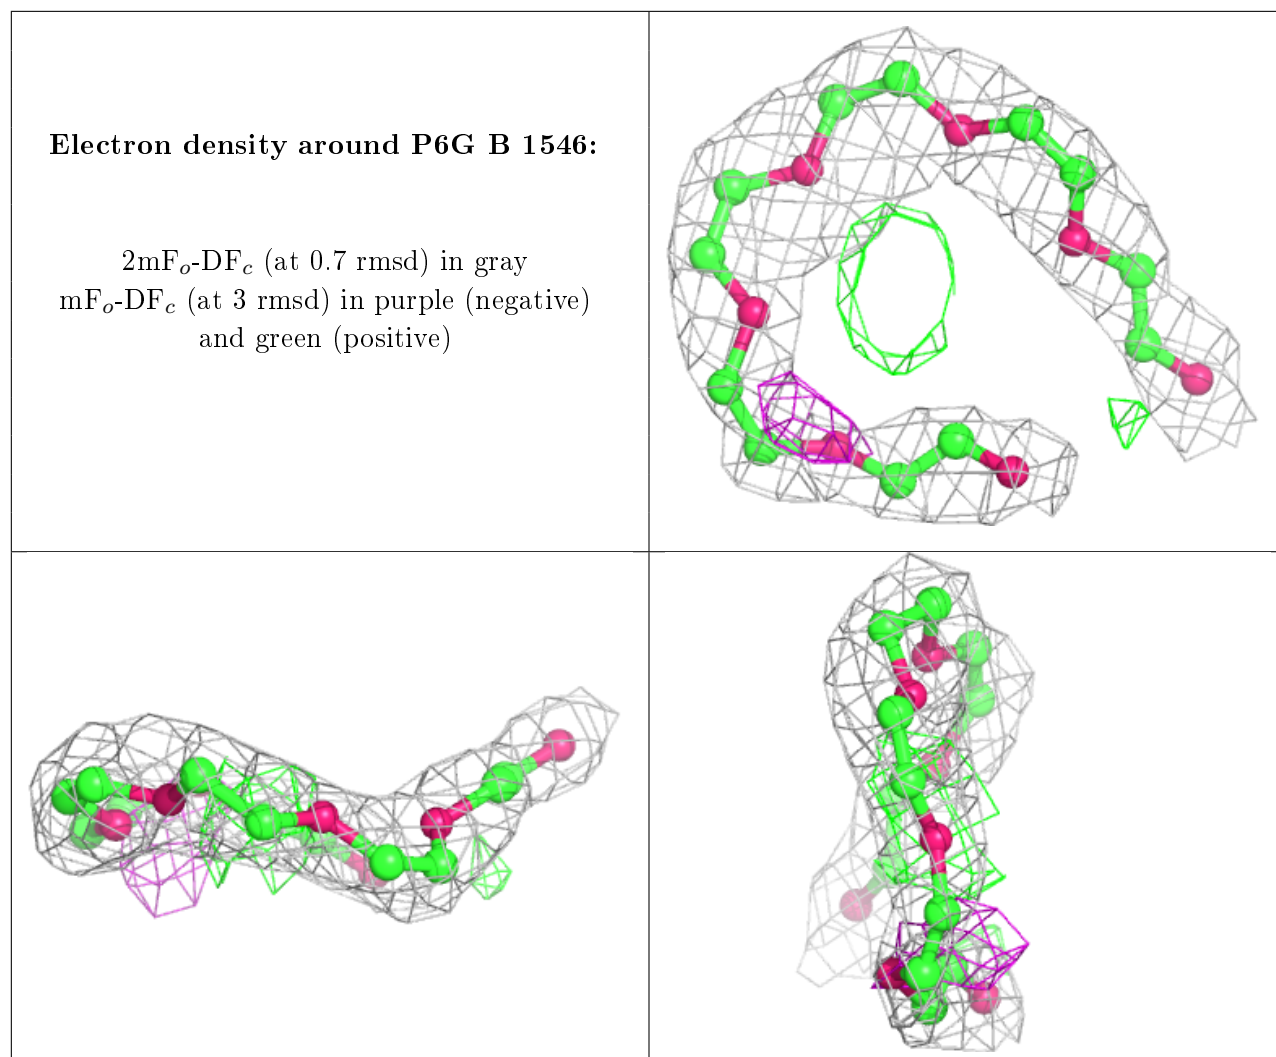 Electron density around P6G B 1546:
2mFo-DFc (at 0.7 rmsd) in gray
mFo-DFc (at 3 rmsd) in purple (negative)
and green (positive)